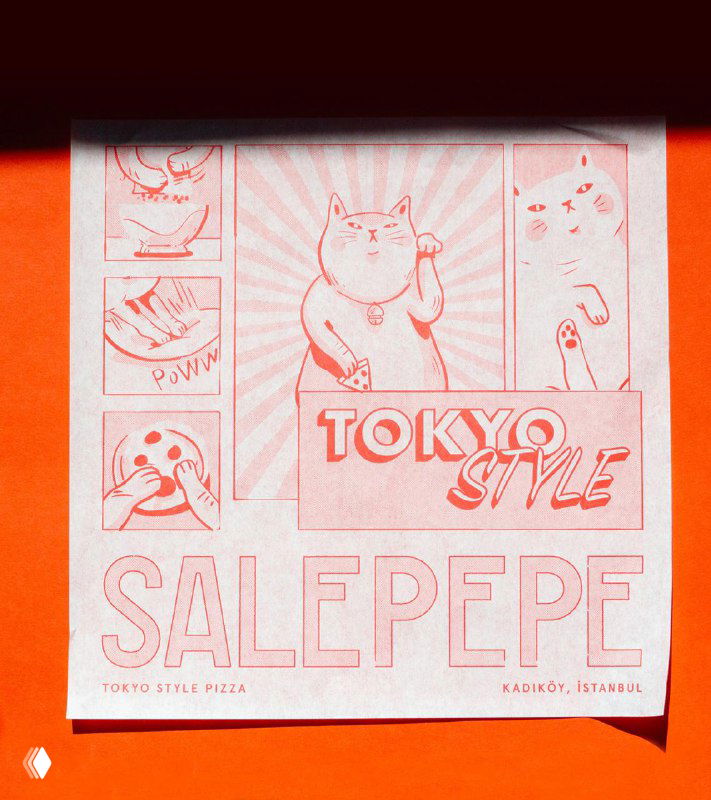 PoWW
TOKYO
STYLE
SALEPEPE
TOKYO STYLE PIZZA
KADIKÖY, İSTANBUL